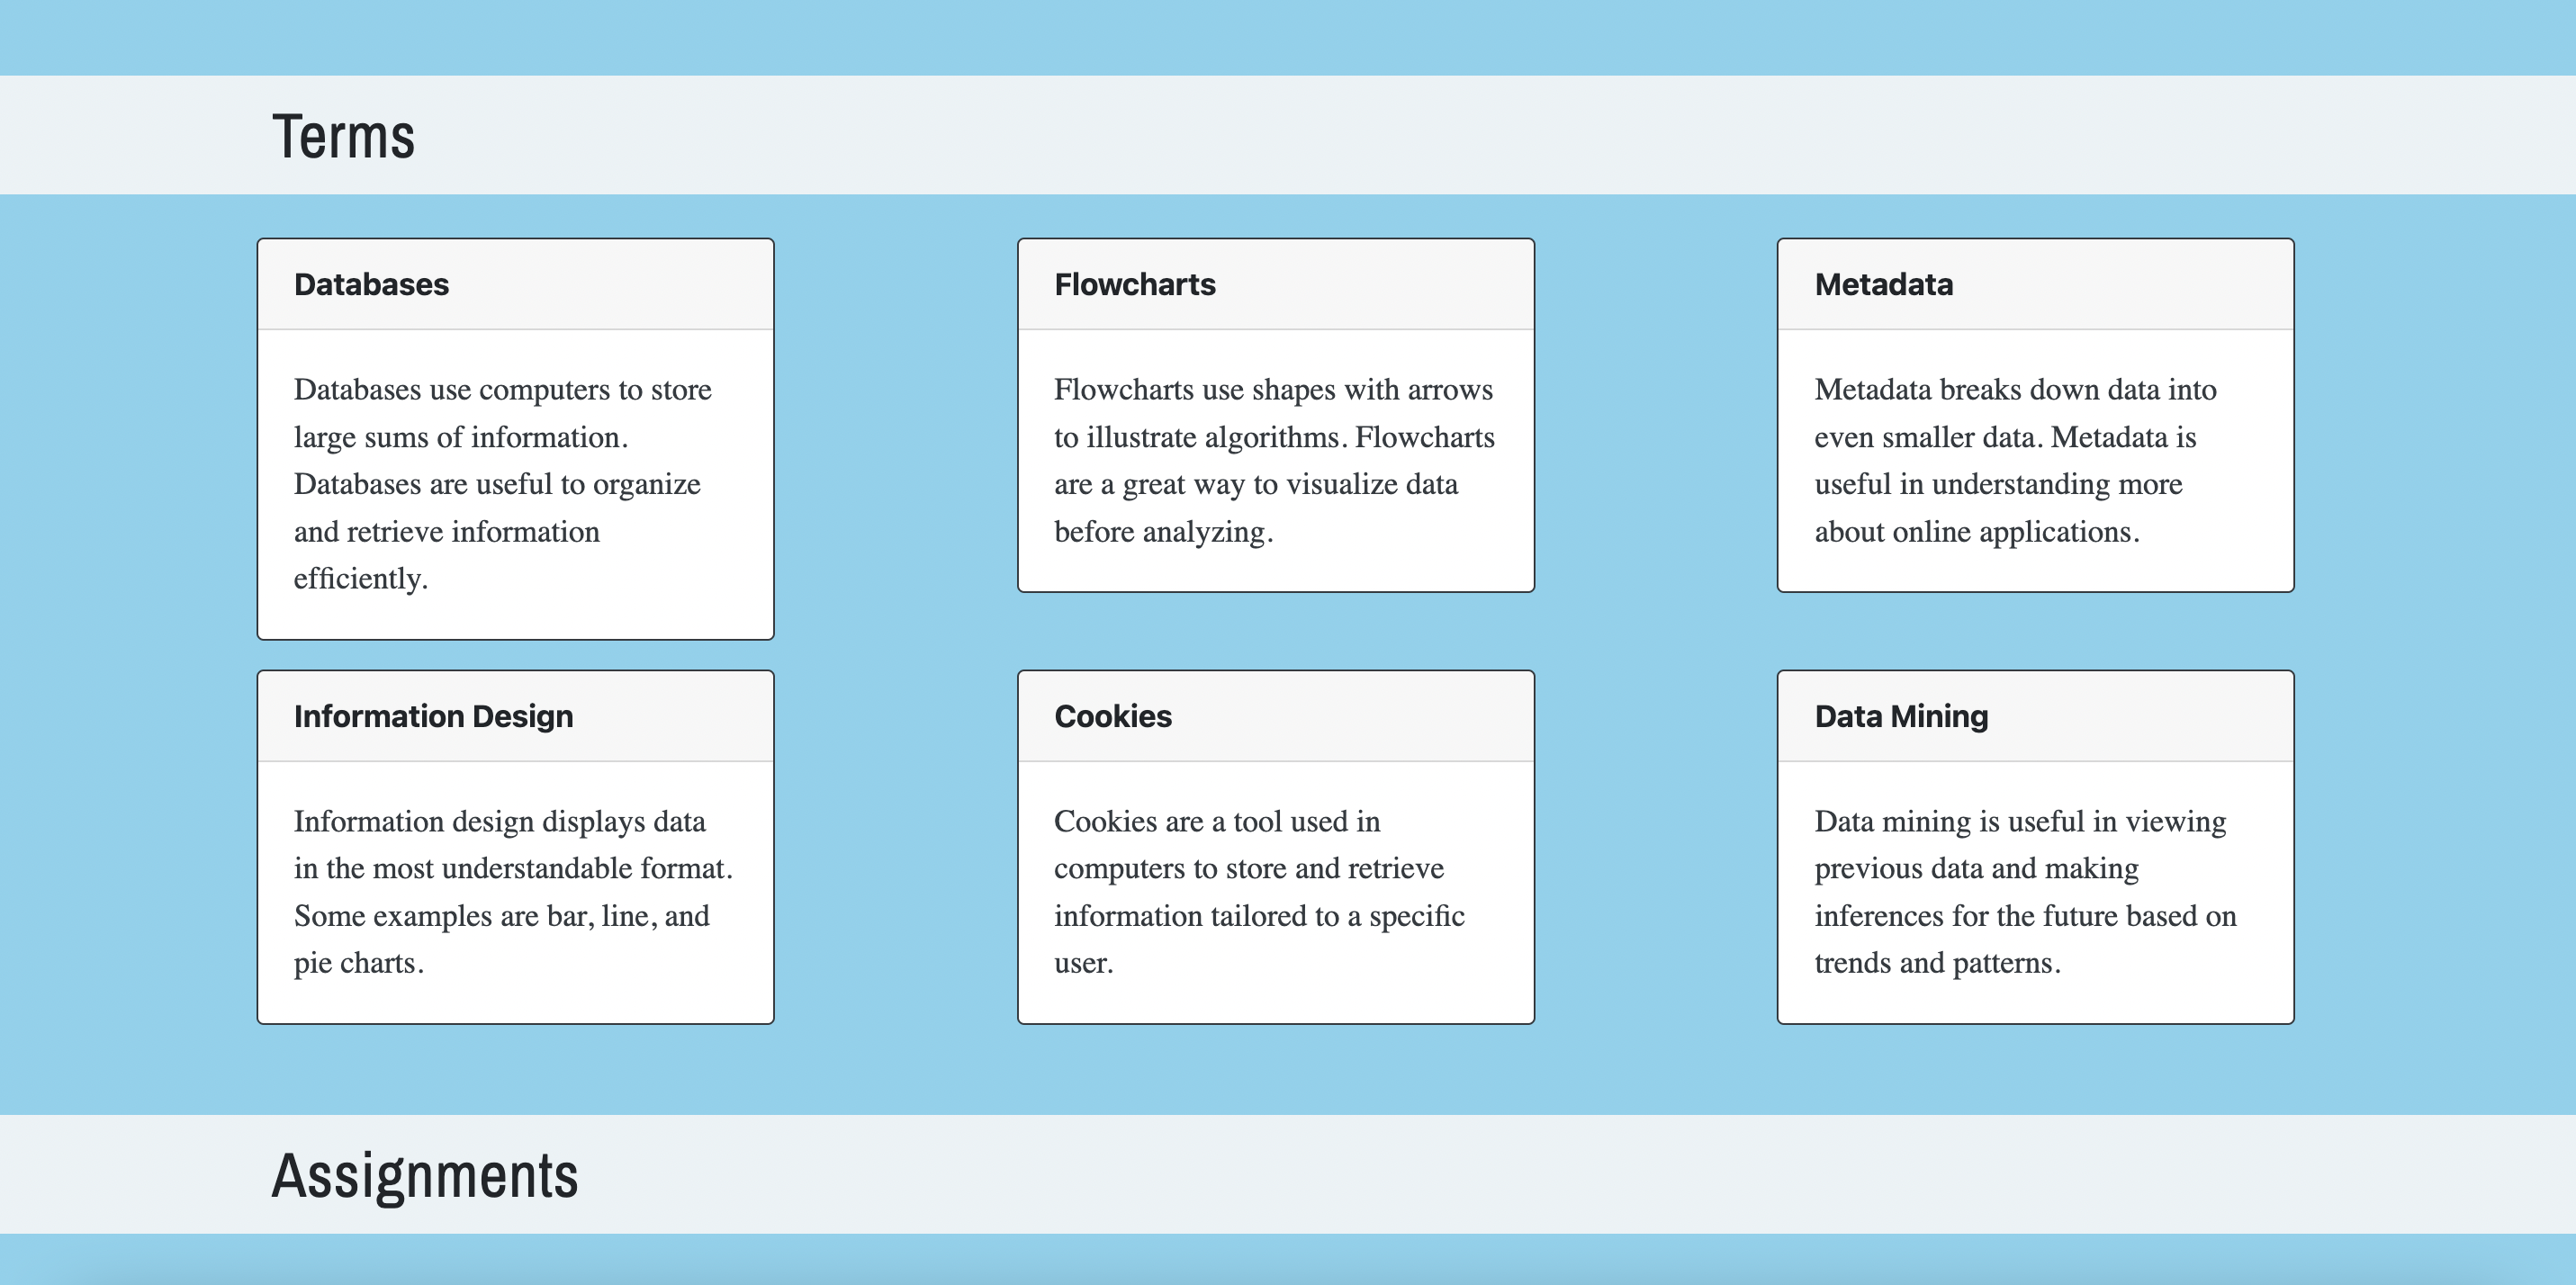 Terms
Databases
Databases use computers to store
large sums of information.
Databases are useful to organize
and retrieve information
efficiently.
Flowcharts
Flowcharts use shapes with arrows
to illustrate algorithms. Flowcharts
are a great way to visualize data
before analyzing.
Metadata
Metadata breaks down data into
even smaller data. Metadata is
useful in understanding more
about online applications.
Information Design
Information design displays data
in the most understandable format.
Some examples are bar, line, and
pie charts.
Cookies
Cookies are a tool used in
computers to store and retrieve
information tailored to a specific
user.
Data Mining
Data mining is useful in viewing
previous data and making
inferences for the future based on
trends and patterns.
Assignments